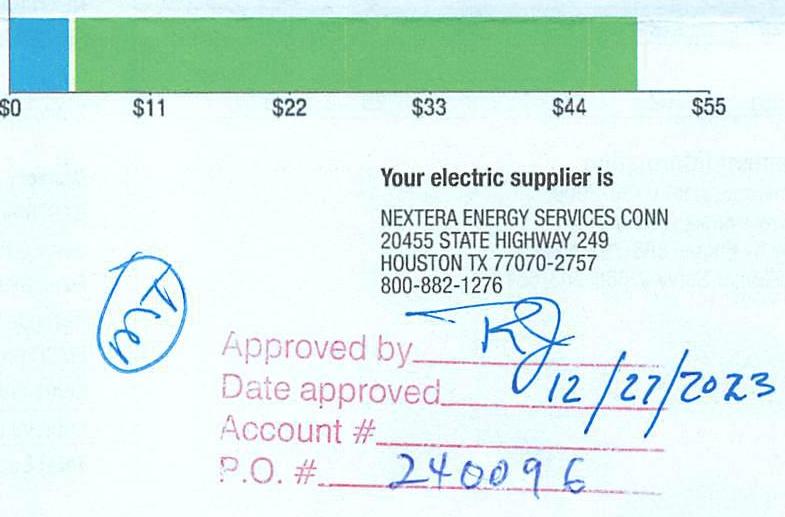 $0 $11 $22 $33 $44 $55
Your electric supplier is
NEXTERA ENERGY SERVICES CONN
20455 STATE HIGHWAY 249
HOUSTON TX 77070-2757
800-882-1276
Approved by RJ
Date approved 12/27/2023
Account #
P.O. # 240096